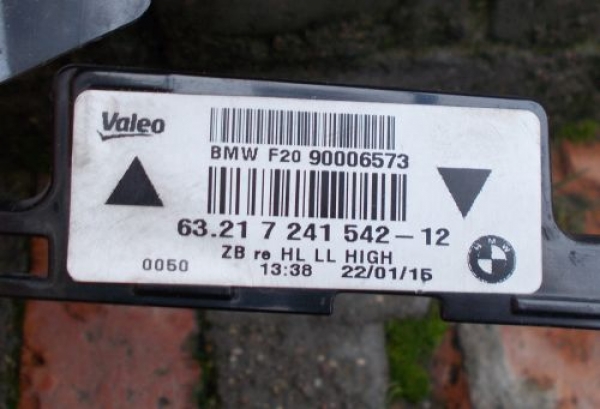 Valeo
BMW F20 90006573
63.21 7 241 542-12
ZB re HL LL HIGH
0050 13:38 22/01/15
BMW